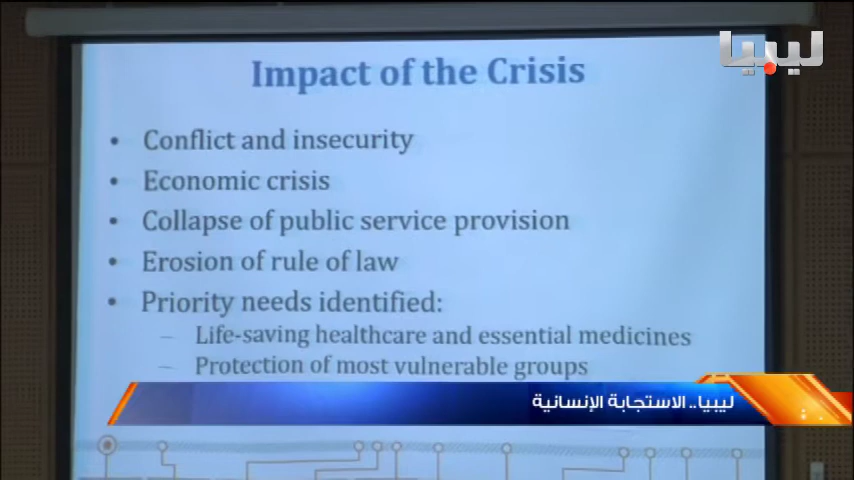 ليبيا
Impact of the Crisis
• Conflict and insecurity
• Economic crisis
• Collapse of public service provision
• Erosion of rule of law
• Priority needs identified:
– Life-saving healthcare and essential medicines
– Protection of most vulnerable groups
ليبيا.. الاستجابة الإنسانية